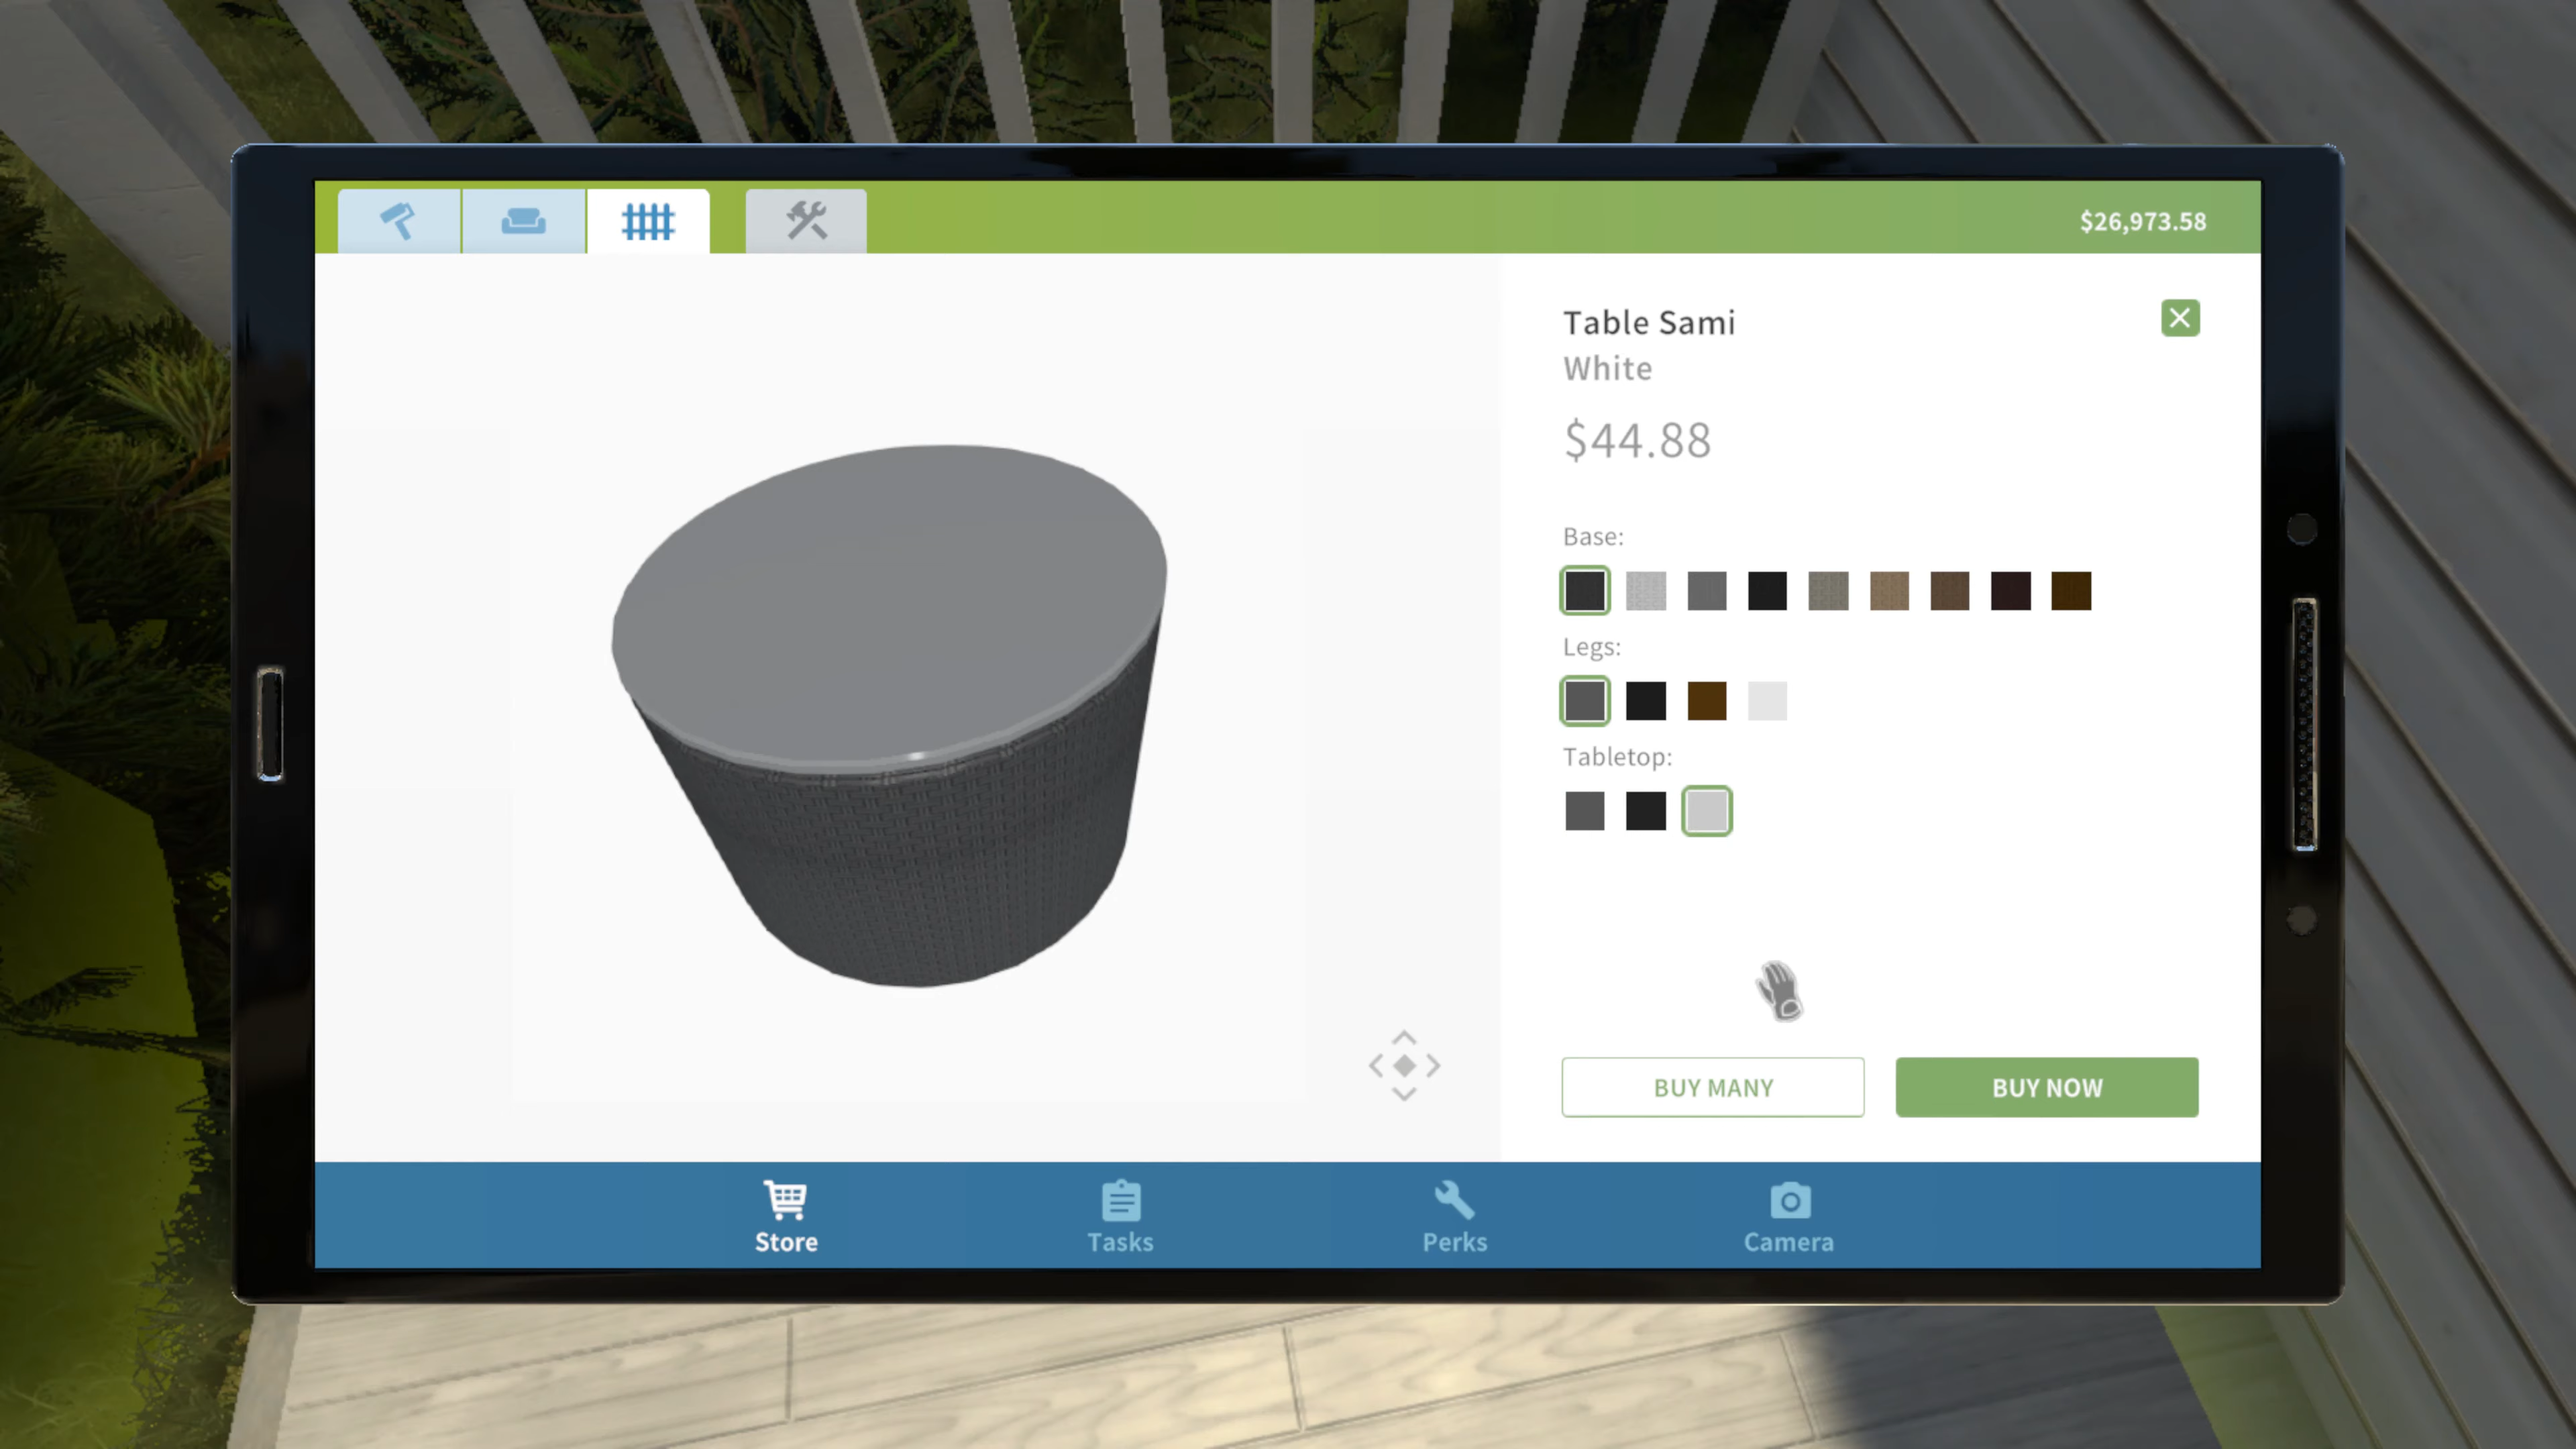 $26,973.58
Table Sami
White
$44.88
Base:
Legs:
Tabletop:
BUY MANY
BUY NOW
Store
Tasks
Perks
Camera